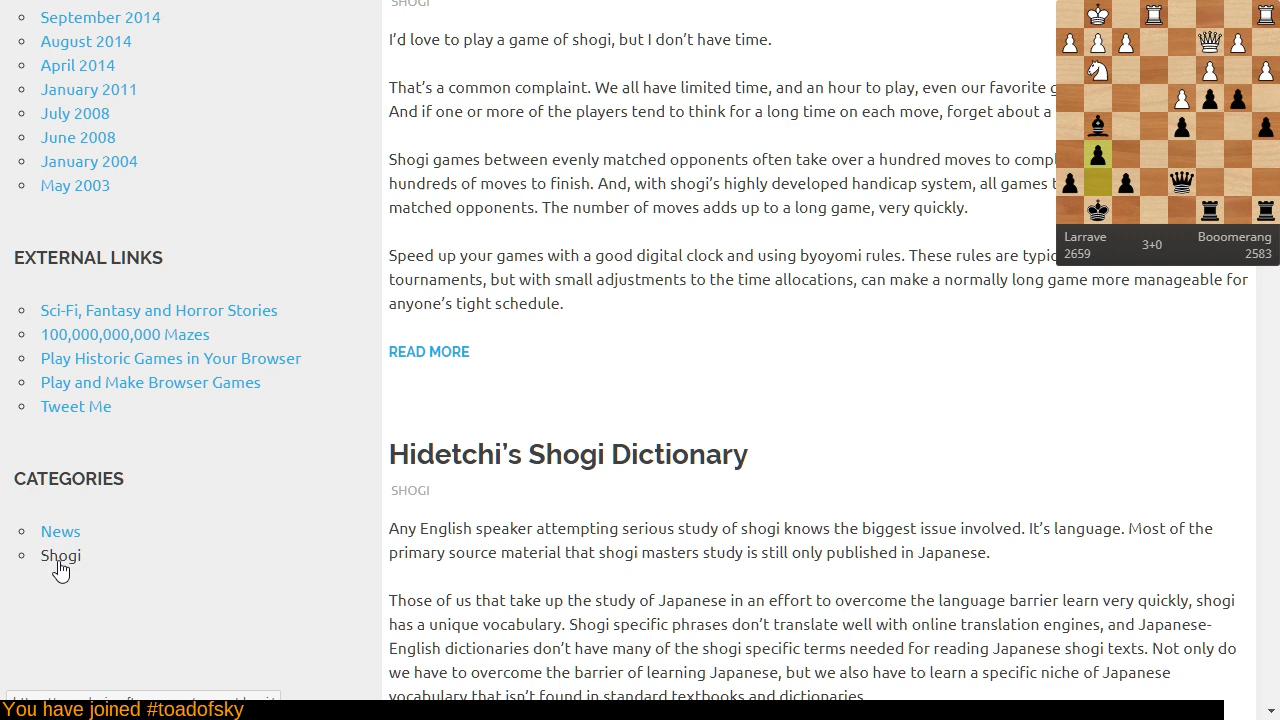 September 2014
August 2014
April 2014
January 2011
July 2008
June 2008
January 2004
May 2003
EXTERNAL LINKS
Sci-Fi, Fantasy and Horror Stories
100,000,000,000 Mazes
Play Historic Games in Your Browser
Play and Make Browser Games
Tweet Me
CATEGORIES
News
Shogi
SHOGI
I’d love to play a game of shogi, but I don’t have time.
That’s a common complaint. We all have limited time, and an hour to play, even our favorite
And if one or more of the players tend to think for a long time on each move, forget about a
Shogi games between evenly matched opponents often take over a hundred moves to
hundreds of moves to finish. And, with shogi’s highly developed handicap system, all games
matched opponents. The number of moves adds up to a long game, very quickly.
Speed up your games with a good digital clock and using byoyomi rules. These rules are
tournaments, but with small adjustments to the time allocations, can make a normally long game more manageable for
anyone’s tight schedule.
READ MORE
Hidetchi’s Shogi Dictionary
SHOGI
Any English speaker attempting serious study of shogi knows the biggest issue involved. It’s language. Most of the
primary source material that shogi masters study is still only published in Japanese.
Those of us that take up the study of Japanese in an effort to overcome the language barrier learn very quickly, shogi
has a unique vocabulary. Shogi specific phrases don’t translate well with online translation engines, and Japanese-
English dictionaries don’t have many of the shogi specific terms needed for reading Japanese shogi texts. Not only do
we have to overcome the barrier of learning Japanese, but we also have to learn a specific niche of Japanese
vocabulary that isn’t found in standard textbooks and dictionaries.
Larrave
2659
3+0
Booomerang
2583
You have joined #toadofsky